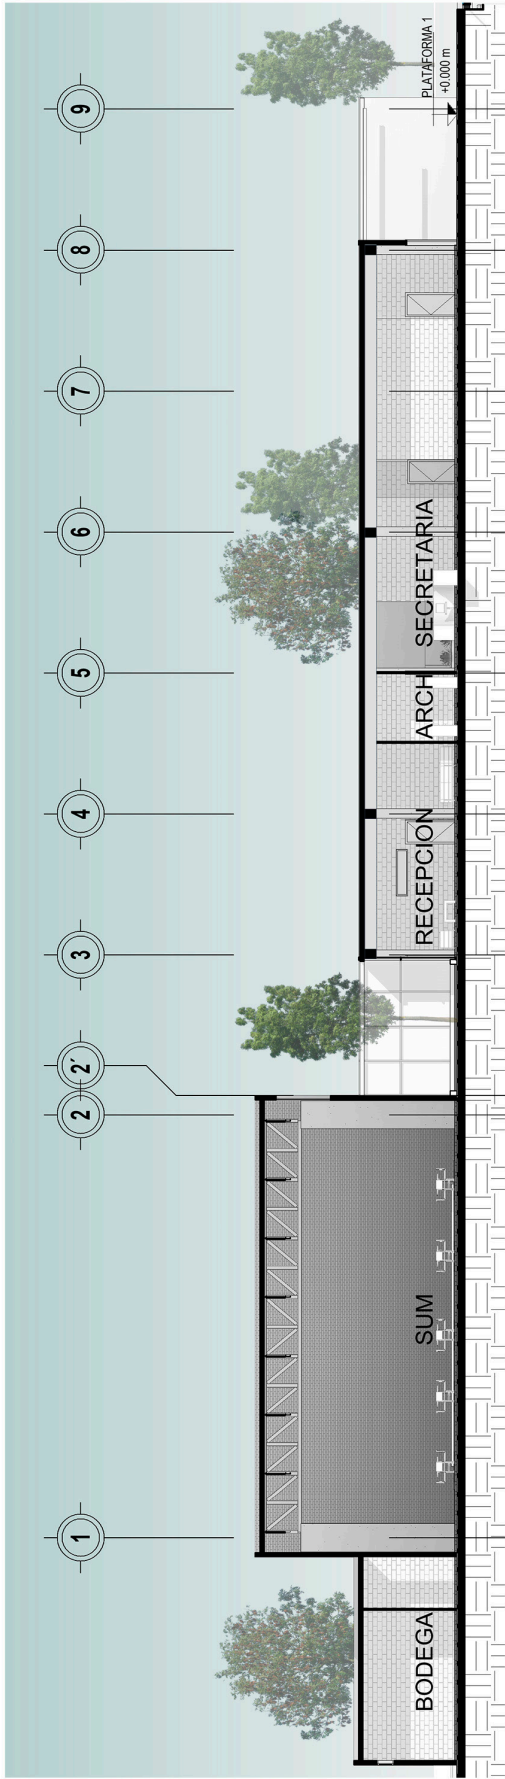 1
2
2´
3
4
5
6
7
8
9
PLATAFORMA 1
+0.000 m
BODEGA
SUM
RECEPCION
ARCH
SECRETARIA